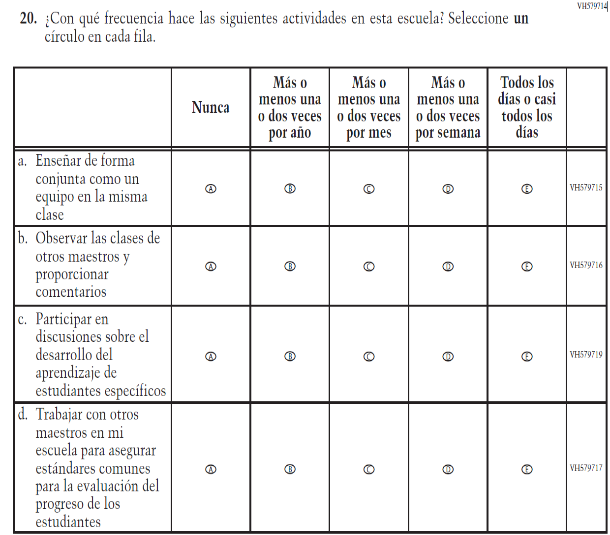 VH579714
20. ¿Con qué frecuencia hace las siguientes actividades en esta escuela? Seleccione un
círculo en cada fila.
Nunca
Más o
menos una
o dos veces
por año
Más o
menos una
o dos veces
por mes
Más o
menos una
o dos veces
por semana
Todos los
días o casi
todos los
días
a. Enseñar de forma
conjunta como un
equipo en la misma
clase
A B C D E VH579715
b. Observar las clases de
otros maestros y
proporcionar
comentarios
A B C D E VH579716
c. Participar en
discusiones sobre el
desarrollo del
aprendizaje de
estudiantes específicos
A B C D E VH579719
d. Trabajar con otros
maestros en mi
escuela para asegurar
estándares comunes
para la evaluación del
progreso de los
estudiantes
A B C D E VH579717